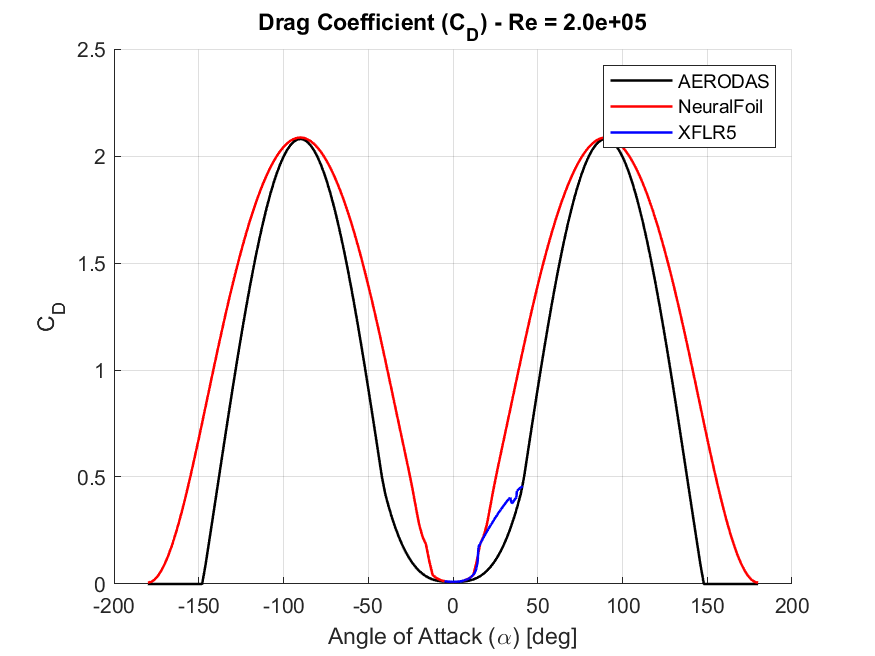 Drag Coefficient (C_D) - Re = 2.0e+05
AERODAS
NeuralFoil
XFLR5
2.5
2
1.5
1
0.5
0
C_D
-200
-150
-100
-50
0
50
100
150
200
Angle of Attack (α) [deg]